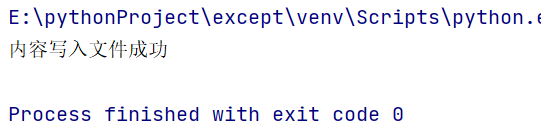 E:\pythonProject\except\venv\Scripts\python.e
内容写入文件成功
Process finished with exit code 0